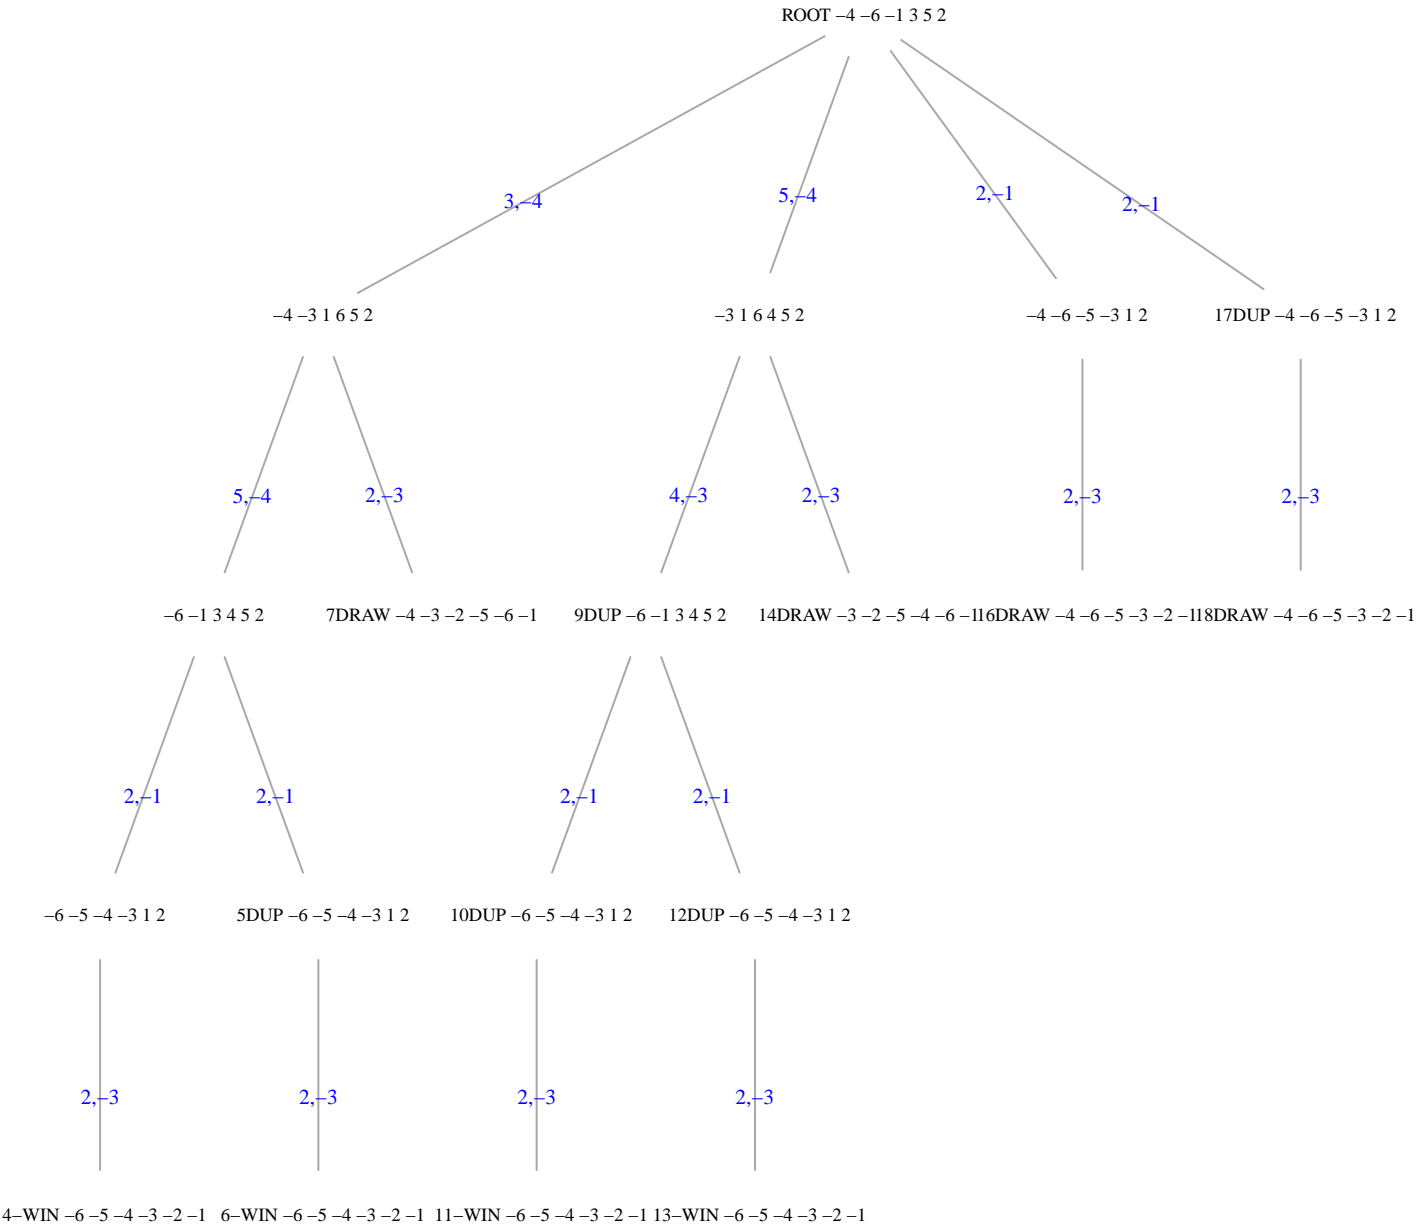 ROOT –4 –6 –1 3 5 2
3,–4
5,–4
2,–1
2,–1
–4 –3 1 6 5 2
–3 1 6 4 5 2
–4 –6 –5 –3 1 2
17DUP –4 –6 –5 –3 1 2
5,–4
2,–3
4,–3
2,–3
2,–3
2,–3
–6 –1 3 4 5 2
7DRAW –4 –3 –2 –5 –6 –1
9DUP –6 –1 3 4 5 2
14DRAW –3 –2 –5 –4 –6 –1
16DRAW –4 –6 –5 –3 –2 –1
18DRAW –4 –6 –5 –3 –2 –1
2,–1
2,–1
2,–1
2,–1
–6 –5 –4 –3 1 2
5DUP –6 –5 –4 –3 1 2
10DUP –6 –5 –4 –3 1 2
12DUP –6 –5 –4 –3 1 2
2,–3
2,–3
2,–3
2,–3
4–WIN –6 –5 –4 –3 –2 –1
6–WIN –6 –5 –4 –3 –2 –1
11–WIN –6 –5 –4 –3 –2 –1
13–WIN –6 –5 –4 –3 –2 –1